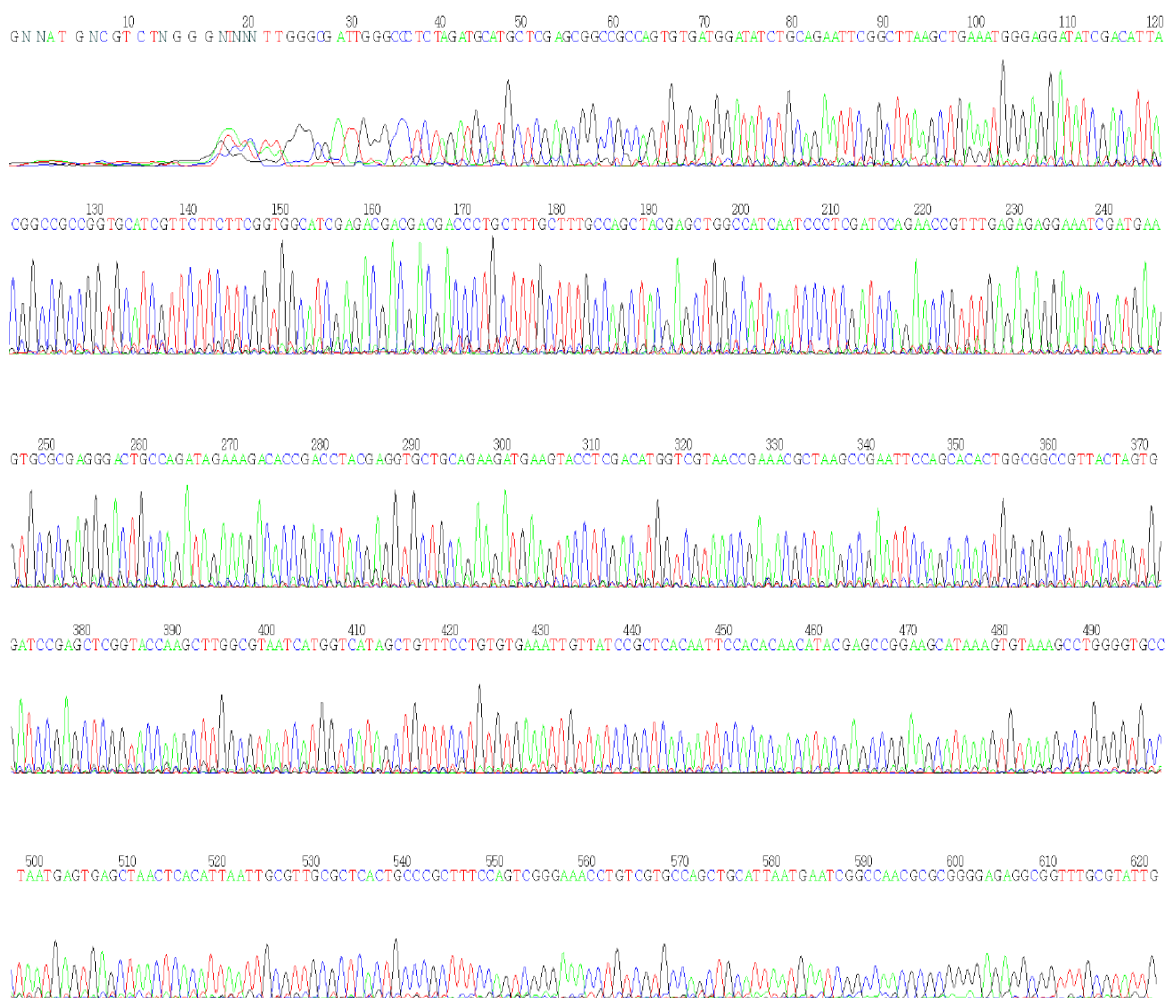 10 20 30 40 50 60 70 80 90 100 110 120
GNNATGNCGTCTNGGGNTNNNTTGGGCGATTGGGCCCTCTAGATGCATGCTCGAGCGGCCGCCAGTGTGATGGATATCTGCAGAATTCGGCTTAAGCTGAAATGGGAGGATATCGACATTA
130 140 150 160 170 180 190 200 210 220 230 240
CGGCCGCCGGTGCATCGTTCTTCTTCGGTGGCATCGAGACGACGACGACCCTGCTTTGCTTTGCCAGCTACGAGCTGGCCATCAATCCCTCGATCCAGAACCGTTTGAGAGAGGAAATCGATGAA
250 260 270 280 290 300 310 320 330 340 350 360 370
GTGCGCGAGGGACTGCCAGATAGAAAGACACCGACCTACGAGGTGCTGCAGAAGATGAAGTACCTCGACATGGTCGTAACCGAAACGCTAAGCCGAATTCCAGCACACTGGCGGCCGTTACTAGTG
380 390 400 410 420 430 440 450 460 470 480 490
GATCCGAGCTCGGTACCAAGCTTGGCGTAATCATGGTCATAGCTGTTTCCTGTGTGAAATTGTTATCCGCTCACAATTCCACACAACATACGAGCCGGAAGCATAAAGTGTAAAGCCTGGGGTGCC
500 510 520 530 540 550 560 570 580 590 600 610 620
TAATGAGTGAGCTAACTCACATTAATTGCGTTGCGCTCACTGCCCGCTTTCCAGTCGGGAAACCTGTCGTGCCAGCTGCATTAATGAATCGGCCAACGCGCGGGGAGAGGCGGTTTGCGTATTG